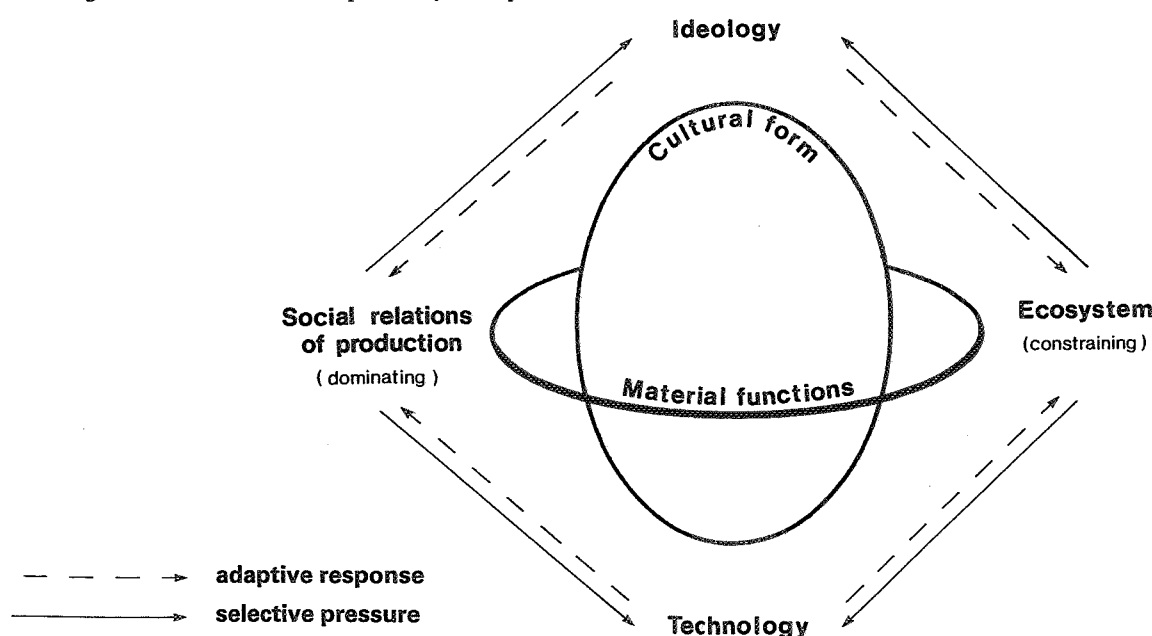 Ideology
Cultural form
Social relations
of production
(dominating)
Ecosystem
(constraining)
Material functions
adaptive response
selective pressure
Technology